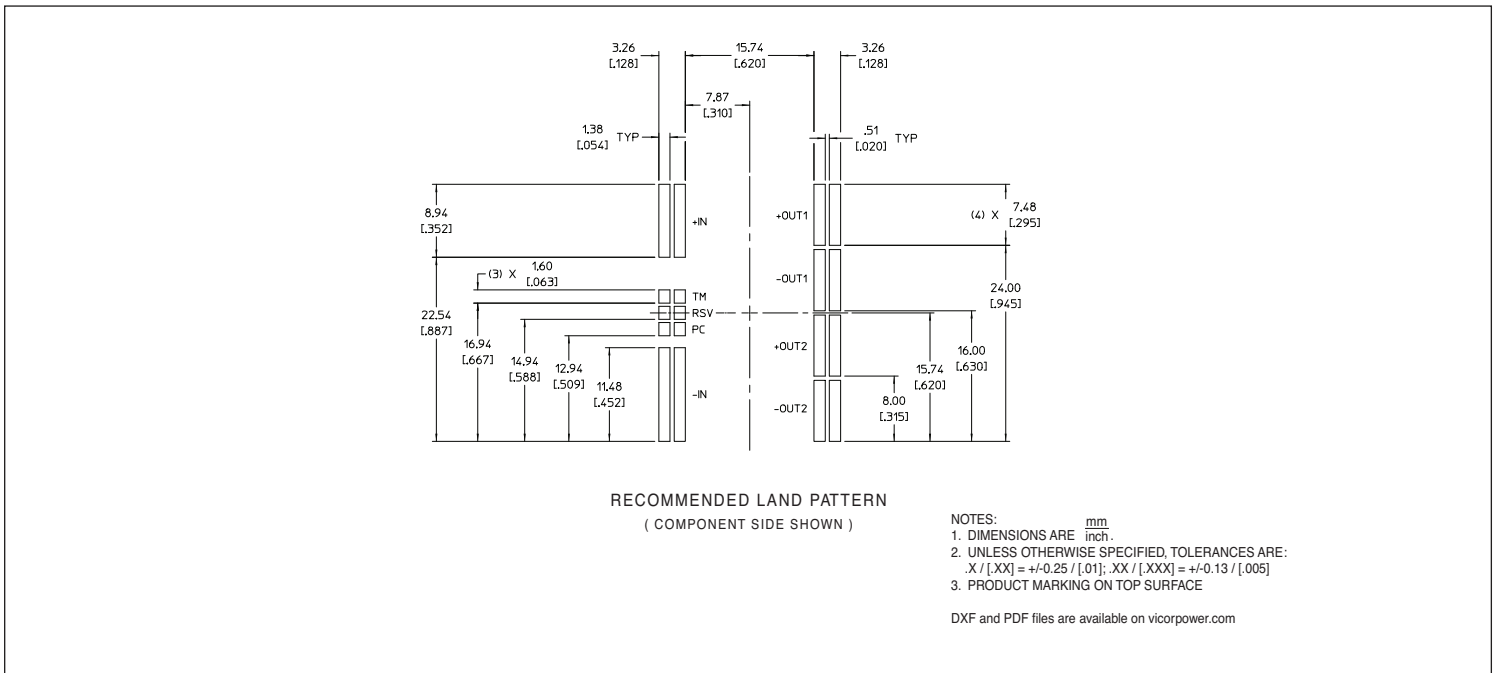 3.26
[.128]
15.74
[.620]
3.26
[.128]
7.87
[.310]
1.38
[.054]
TYP
.51
[.020]
TYP
8.94
[.352]
+IN
+OUT1
(4) X 7.48
[.295]
(3) X 1.60
[.063]
-OUT1
TM
24.00
[.945]
RSV
22.54
[.887]
PC
16.94
[.667]
+OUT2
16.00
[.630]
14.94
[.588]
15.74
[.620]
12.94
[.509]
11.48
[.452]
-IN
8.00
[.315]
-OUT2
RECOMMENDED LAND PATTERN
( COMPONENT SIDE SHOWN )
NOTES:
1. DIMENSIONS ARE mm
inch.
2. UNLESS OTHERWISE SPECIFIED, TOLERANCES ARE:
.X / [.XX] = +/-0.25 / [.01]; .XX / [.XXX] = +/-0.13 / [.005]
3. PRODUCT MARKING ON TOP SURFACE
DXF and PDF files are available on vicorpower.com